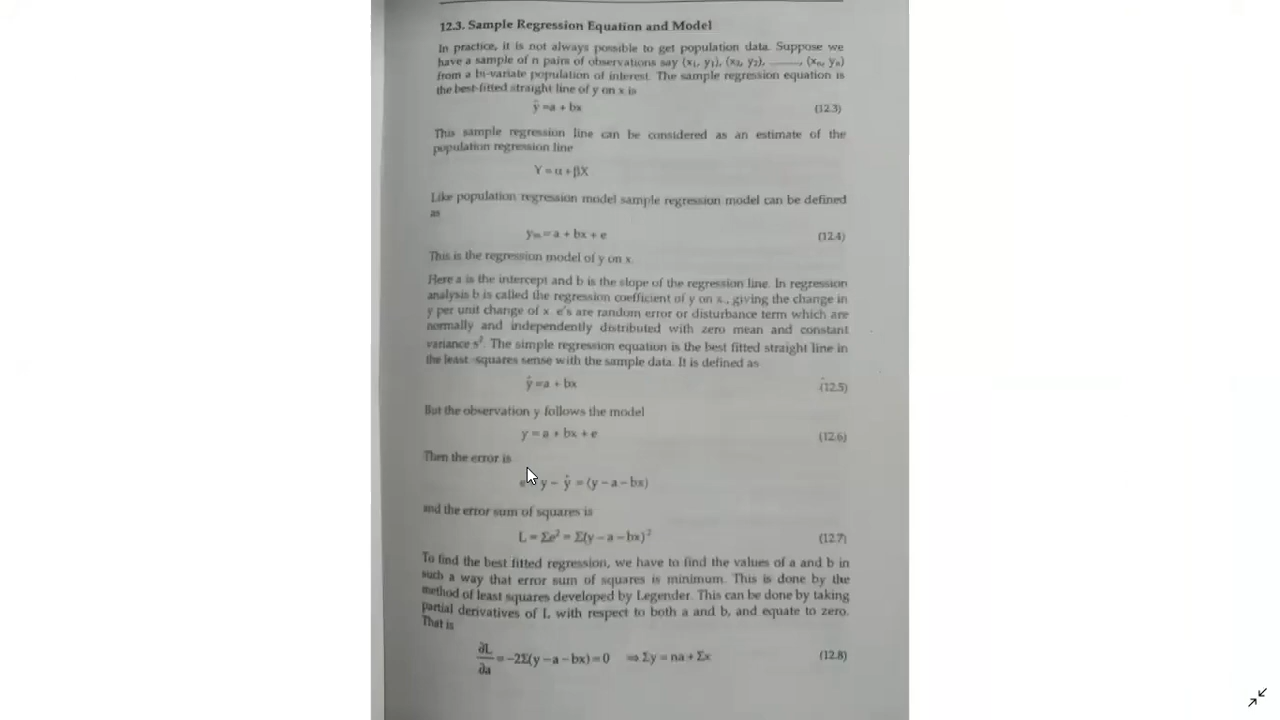 12.3. Sample Regression Equation and Model
In practice, it is not always possible to get population data. Suppose we
have a sample of n pairs of observations say (x₁, y₁), (x₂, y₂), ........, (xₙ, yₙ)
from a bi-variate population of interest. The sample regression equation is
the best-fitted straight line of y on x is
ŷ = a + bx (12.3)
This sample regression line can be considered as an estimate of the
population regression line
Y = α + βX
Like population regression model sample regression model can be defined
as
y = a + bx + e (12.4)
This is the regression model of y on x.
Here a is the intercept and b is the slope of the regression line. In regression
analysis b is called the regression coefficient of y on x., giving the change in
y per unit change of x e's are random error or disturbance term which are
normally and independently distributed with zero mean and constant
variance s². The simple regression equation is the best fitted straight line in
the least -squares sense with the sample data. It is defined as
ŷ = a + bx (12.5)
But the observation y follows the model
y = a + bx + e (12.6)
Then the error is
y - ŷ = (y - a - bx)
and the error sum of squares is
L = Σe² = Σ(y - a - bx)² (12.7)
To find the best fitted regression, we have to find the values of a and b in
such a way that error sum of squares is minimum. This is done by the
method of least squares developed by Legender. This can be done by taking
partial derivatives of L with respect to both a and b, and equate to zero.
That is
∂L/∂a = -2Σ(y - a - bx) = 0 ⇒ Σy = na + Σx (12.8)